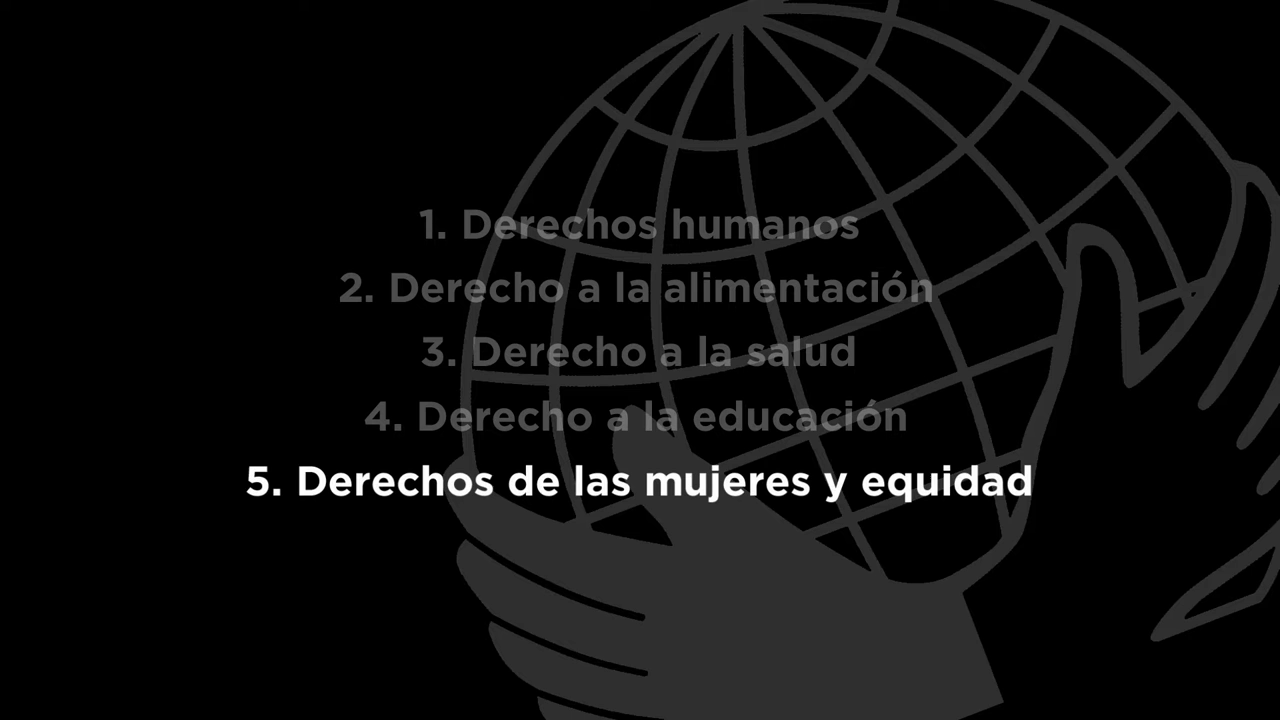 1. Derechos humanos
2. Derecho a la alimentación
3. Derecho a la salud
4. Derecho a la educación
5. Derechos de las mujeres y equidad